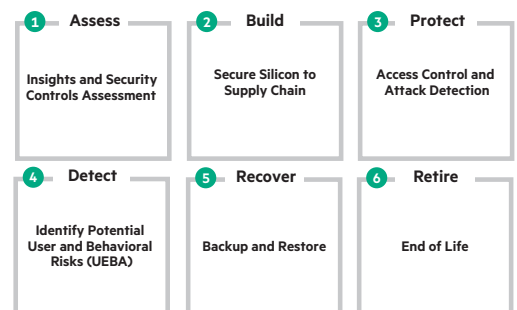 1 Assess
Insights and Security
Controls Assessment
2 Build
Secure Silicon to
Supply Chain
3 Protect
Access Control and
Attack Detection
4 Detect
Identify Potential
User and Behavioral
Risks (UEBA)
5 Recover
Backup and Restore
6 Retire
End of Life